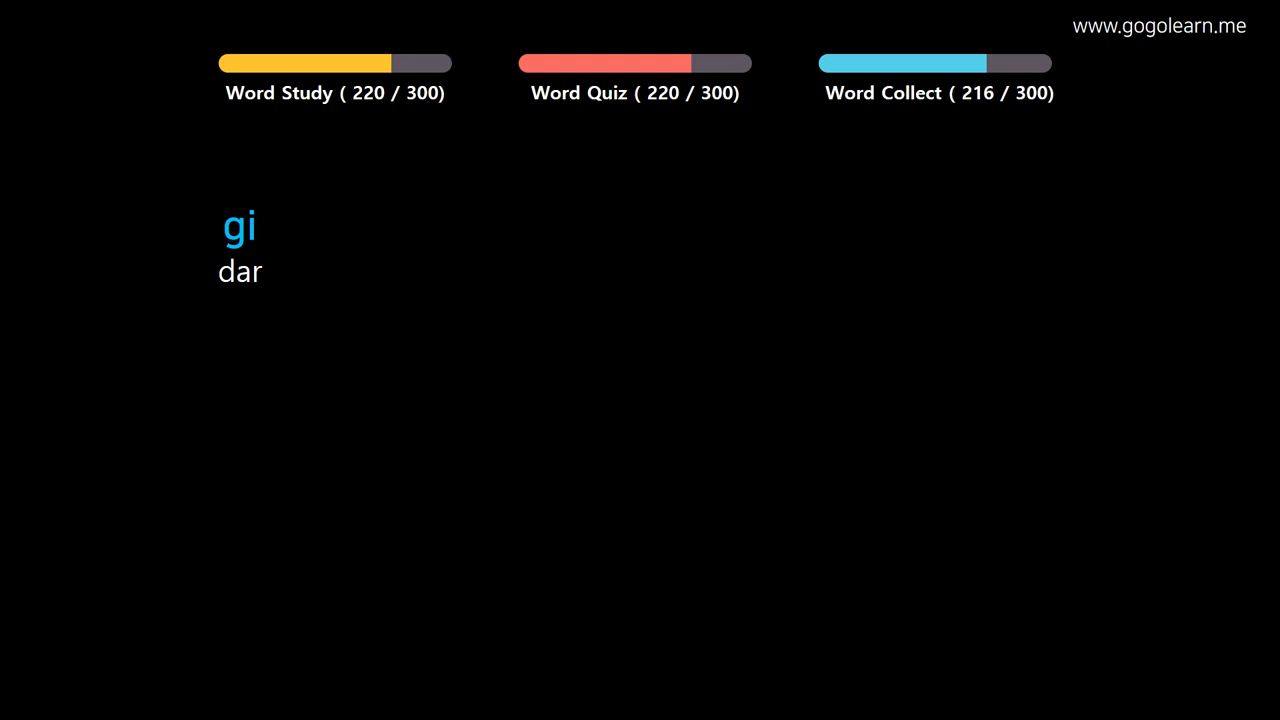 www.gogolearn.me
Word Study ( 220 / 300)
Word Quiz ( 220 / 300)
Word Collect ( 216 / 300)
gi
dar